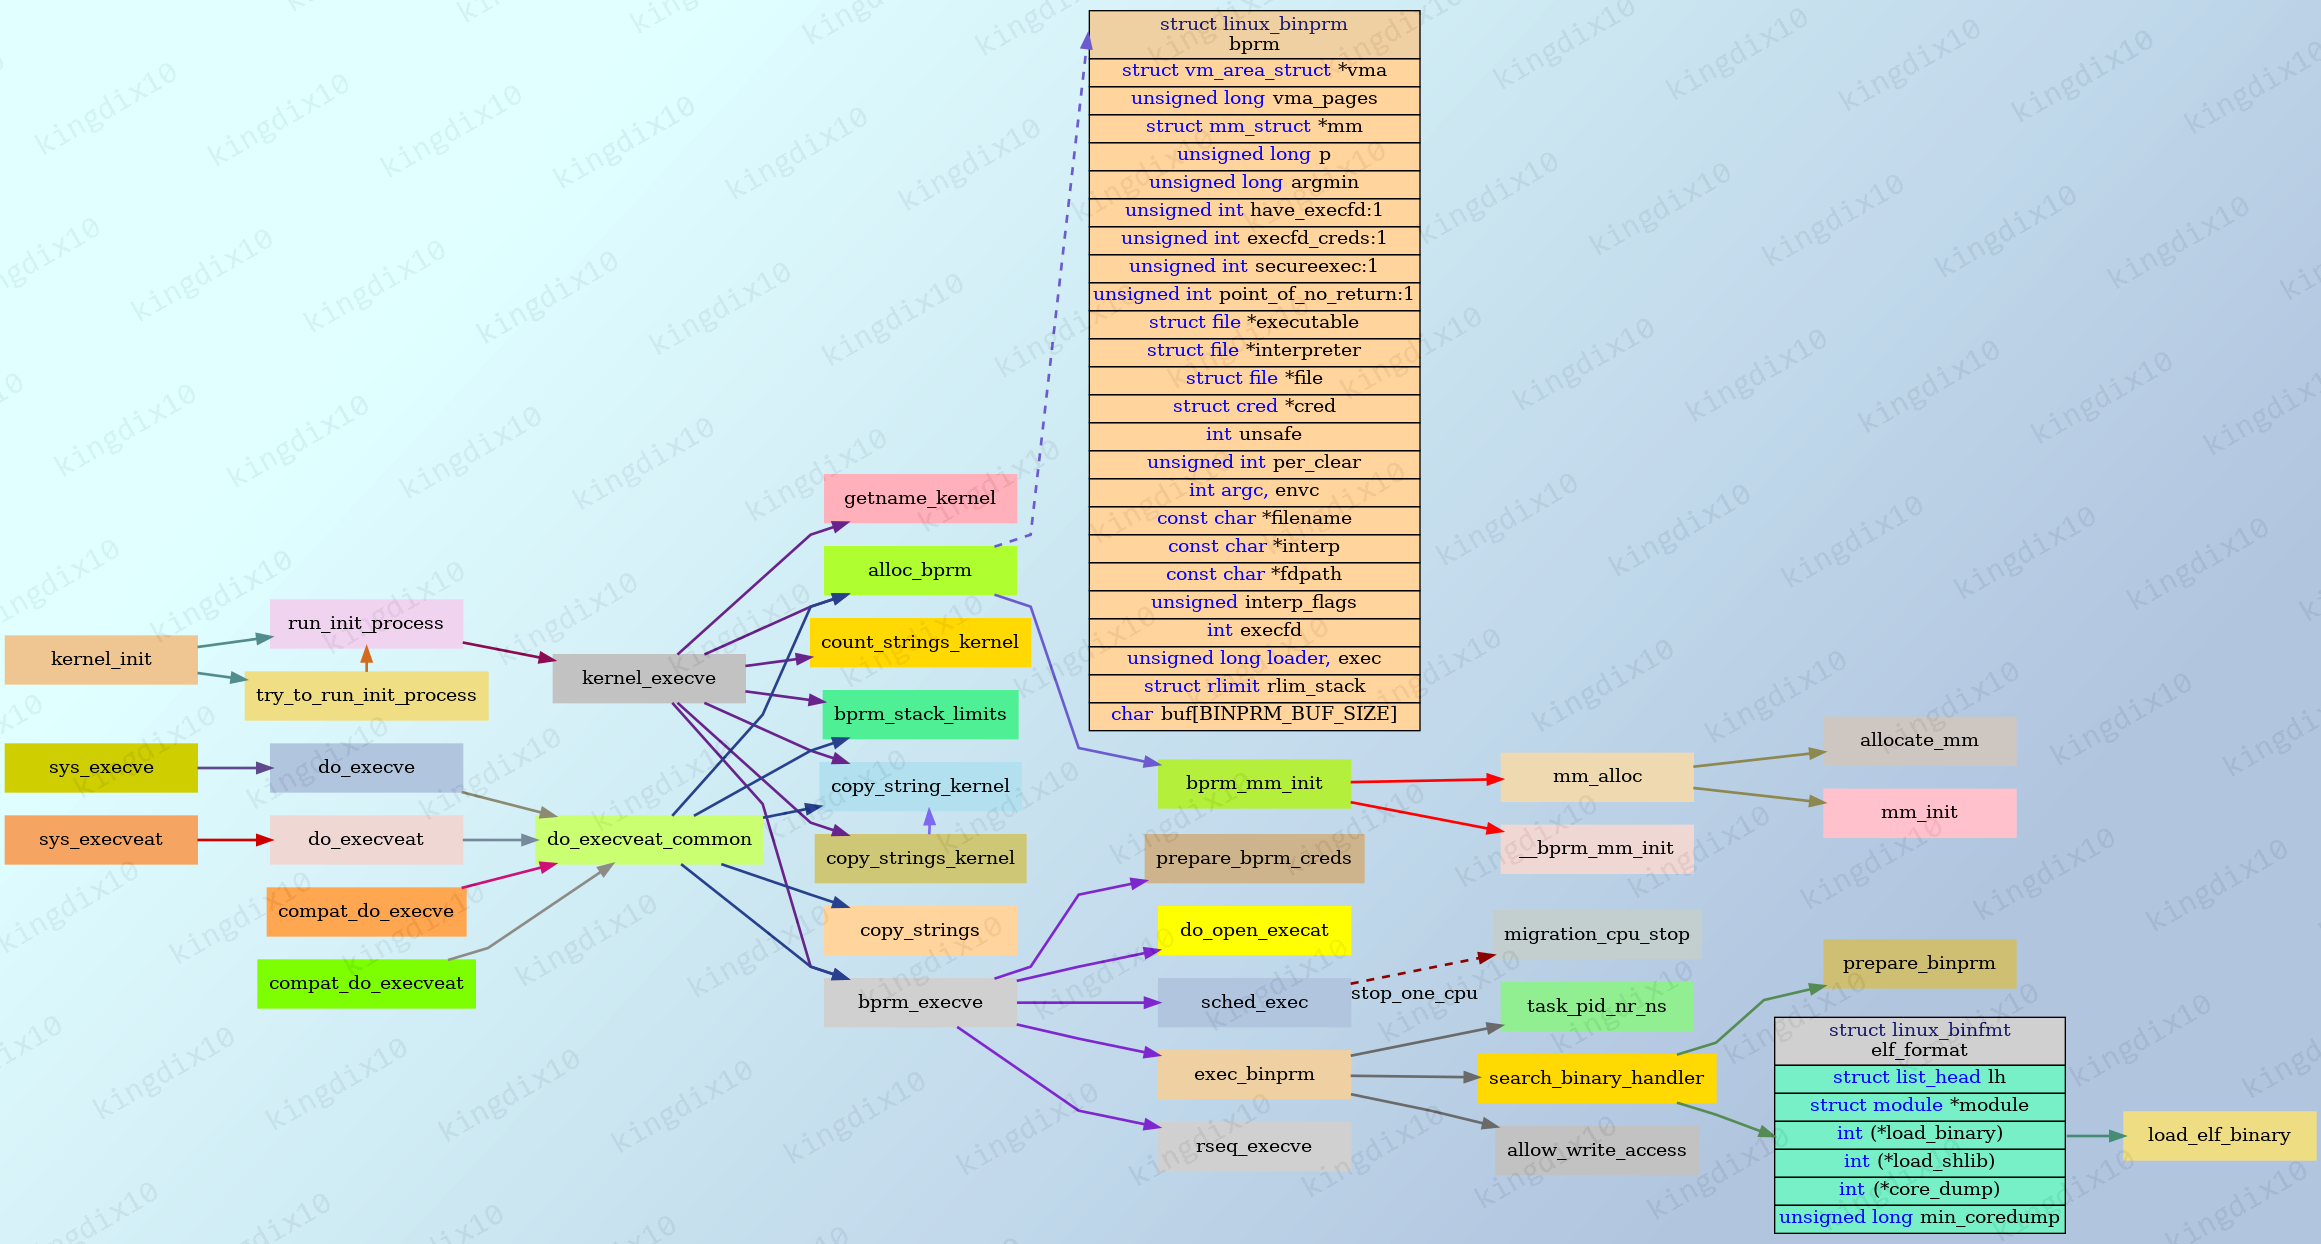 kernel_init
sys_execve
sys_execveat
run_init_process
try_to_run_init_process
do_execve
do_execveat
compat_do_execve
compat_do_execveat
kernel_execve
do_execveat_common
getname_kernel
alloc_bprm
count_strings_kernel
bprm_stack_limits
copy_string_kernel
copy_strings_kernel
copy_strings
bprm_execve
struct linux_binprm
bprm
struct vm_area_struct *vma
unsigned long vma_pages
struct mm_struct *mm
unsigned long p
unsigned long argmin
unsigned int have_execfd:1
unsigned int execfd_creds:1
unsigned int secureexec:1
unsigned int point_of_no_return:1
struct file *executable
struct file *interpreter
struct file *file
struct cred *cred
int unsafe
unsigned int per_clear
int argc, envc
const char *filename
const char *interp
const char *fdpath
unsigned interp_flags
int execfd
unsigned long loader, exec
struct rlimit rlim_stack
char buf[BINPRM_BUF_SIZE]
bprm_mm_init
prepare_bprm_creds
do_open_execat
sched_exec
exec_binprm
rseq_execve
stop_one_cpu
mm_alloc
__bprm_mm_init
migration_cpu_stop
task_pid_nr_ns
search_binary_handler
allow_write_access
allocate_mm
mm_init
prepare_binprm
struct linux_binfmt
elf_format
struct list_head lh
struct module *module
int (*load_binary)
int (*load_shlib)
int (*core_dump)
unsigned long min_coredump
load_elf_binary
kingdix10